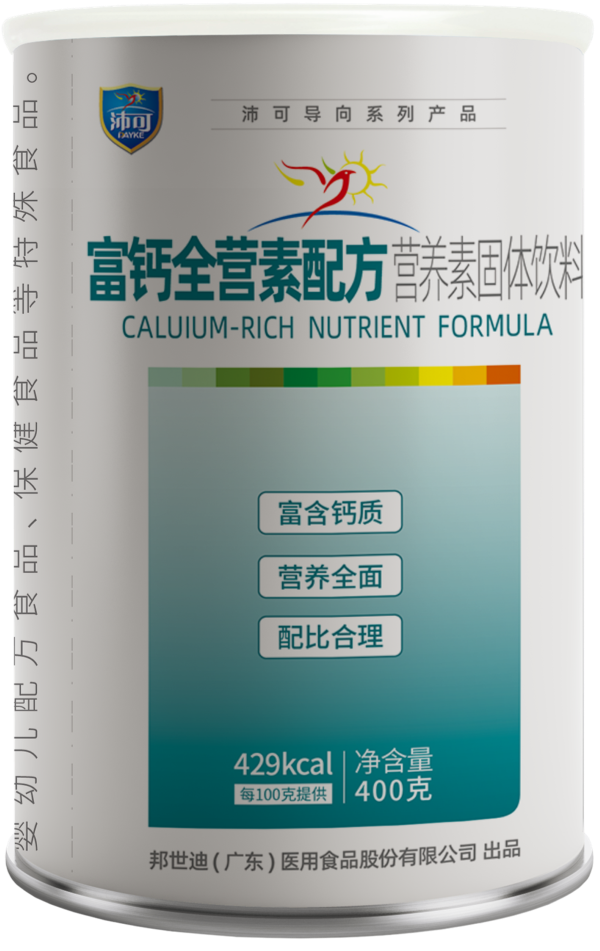 婴幼儿配方食品、保健食品等特殊食品。
沛可
DAYKE
沛可导向系列产品
富钙全营素配方 营养素固体饮料
CALUIUM-RICH NUTRIENT FORMULA
富含钙质
营养全面
配比合理
429kcal
每100克提供
净含量
400克
邦世迪(广东)医用食品股份有限公司 出品